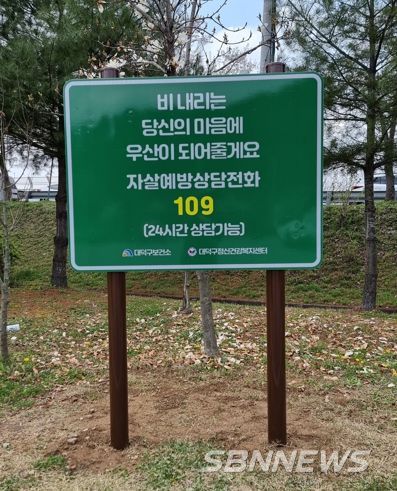 비 내리는
당신의 마음에
우산이 되어줄게요
자살예방상담전화
109
(24시간 상담가능)
대덕구보건소 대덕구정신건강복지센터
SBNNEWS